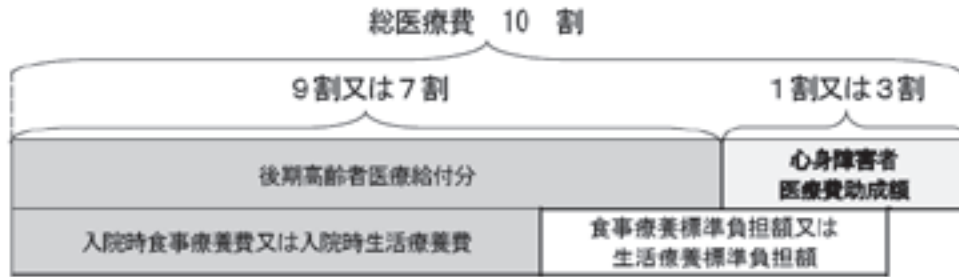 総医療費 10 割
9割又は7割 1割又は3割
後期高齢者医療給付分
心身障害者
医療費助成額
入院時食事療養費又は入院時生活療養費
食事療養標準負担額又は
生活療養標準負担額